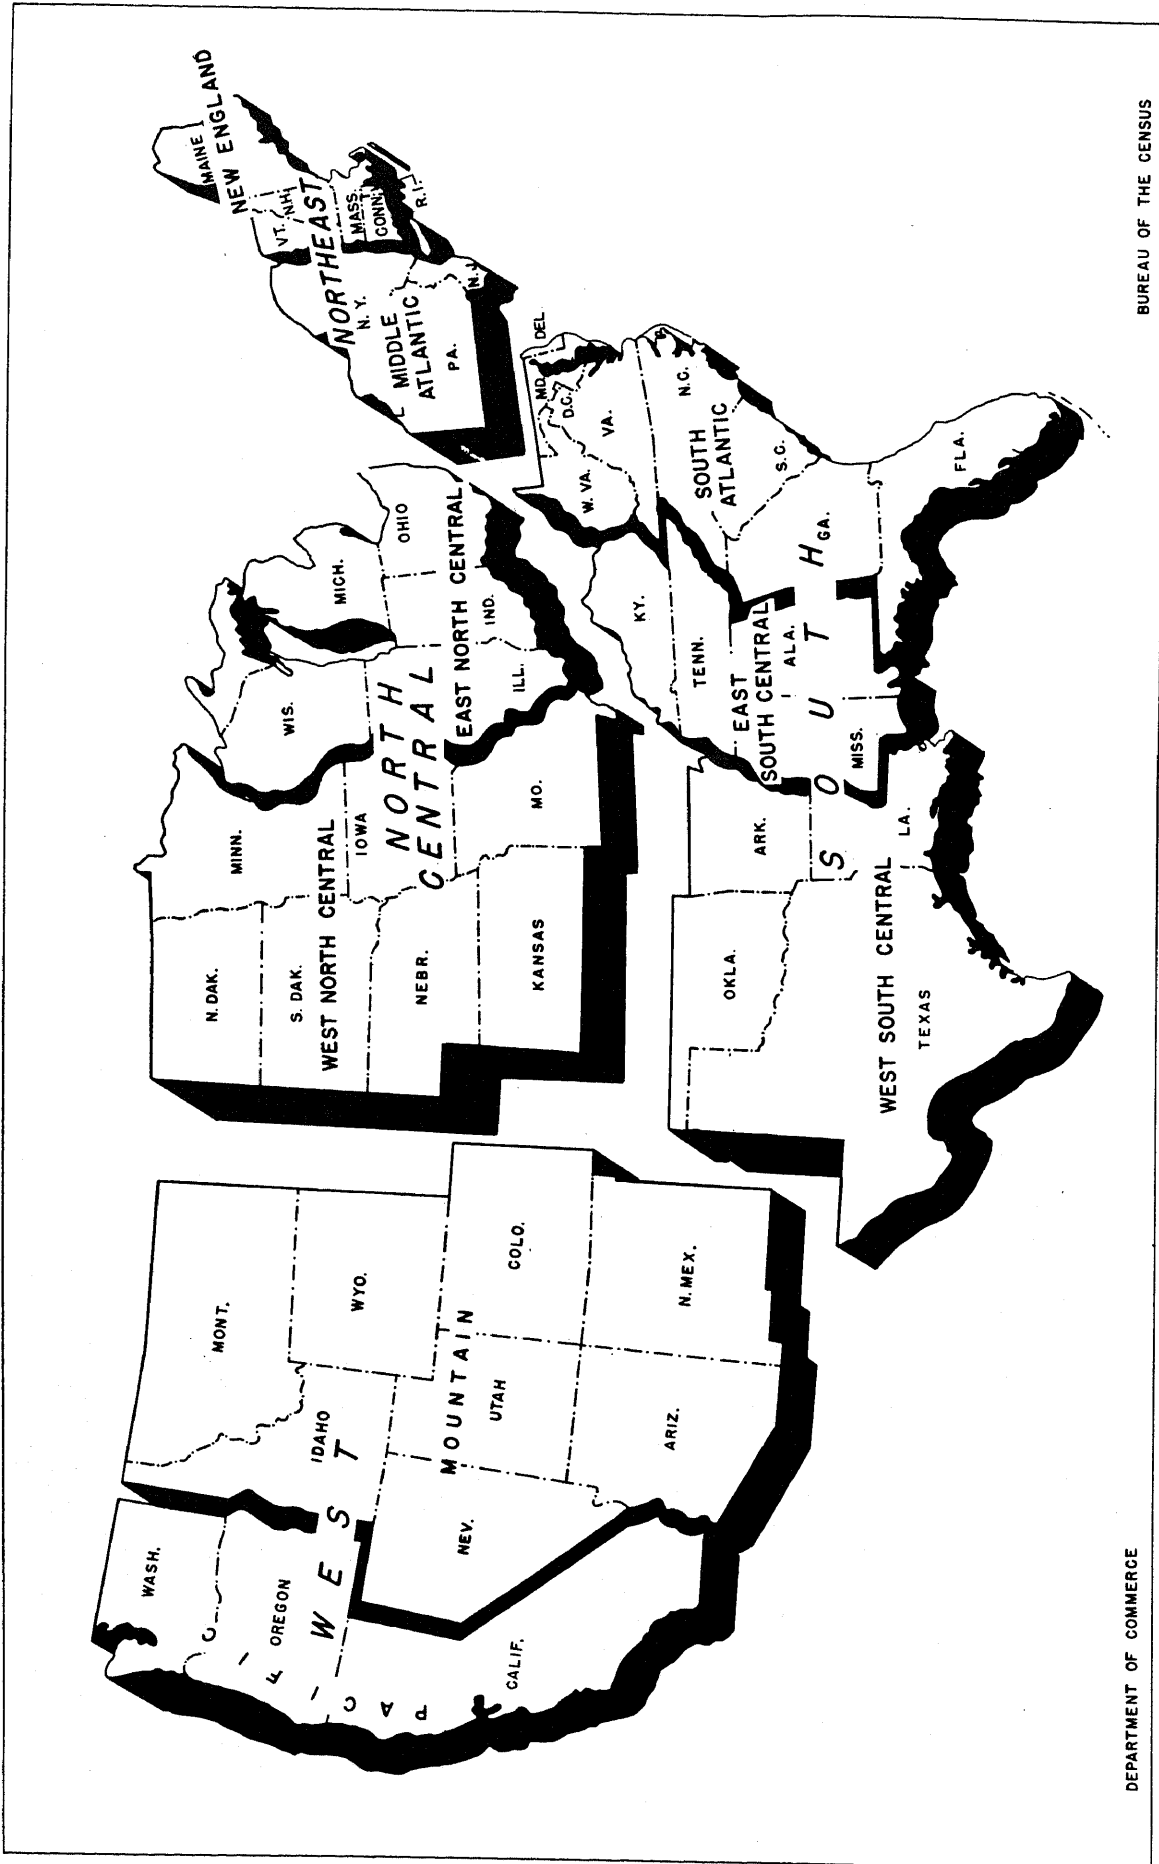 WEST
PACIFIC
WASH.
OREGON
CALIF.
MOUNTAIN
MONT.
IDAHO
WYO.
NEV.
UTAH
COLO.
ARIZ.
N. MEX.
NORTH
CENTRAL
WEST NORTH CENTRAL
N. DAK.
S. DAK.
NEBR.
KANSAS
MINN.
IOWA
MO.
EAST NORTH CENTRAL
WIS.
MICH.
ILL.
IND.
OHIO
NORTHEAST
NEW ENGLAND
MAINE
VT.
N.H.
MASS.
CONN.
R.I.
MIDDLE
ATLANTIC
N. Y.
PA.
N. J.
SOUTH
WEST SOUTH CENTRAL
OKLA.
ARK.
TEXAS
LA.
EAST
SOUTH CENTRAL
KY.
TENN.
MISS.
ALA.
SOUTH
ATLANTIC
DEL.
MD.
D.C.
W. VA.
VA.
N.C.
S.C.
GA.
FLA.
DEPARTMENT OF COMMERCE
BUREAU OF THE CENSUS